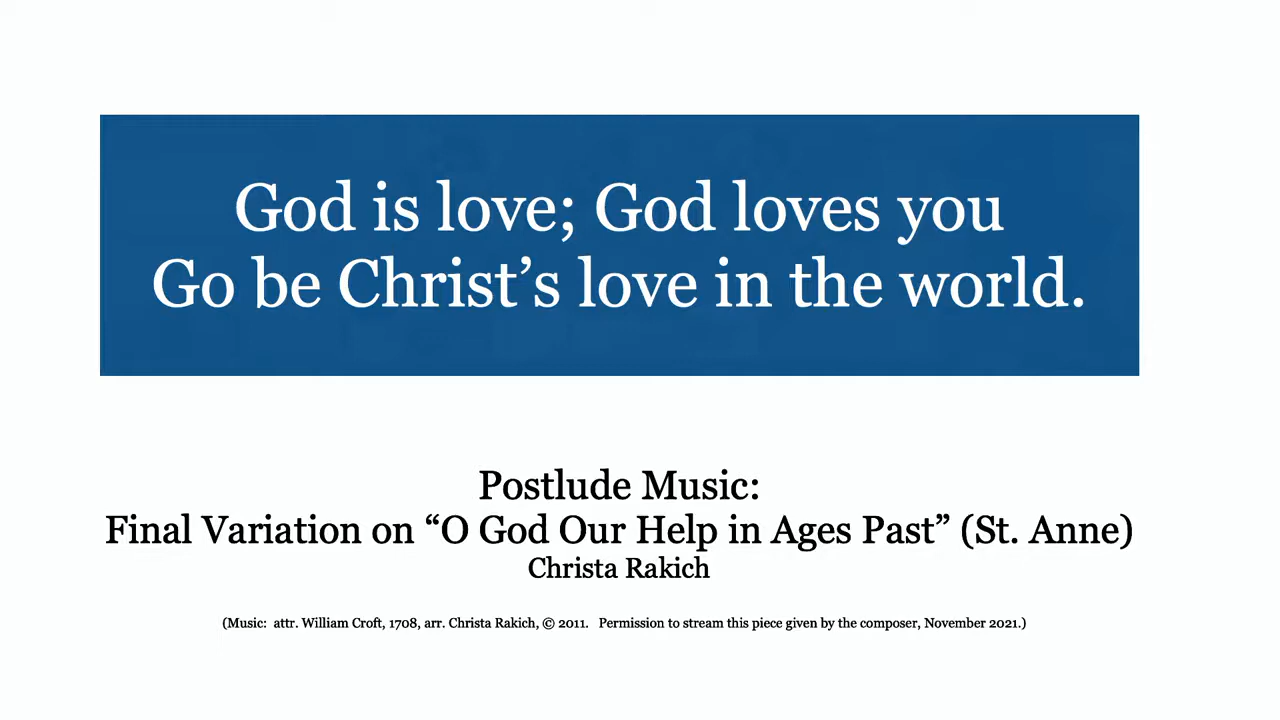 God is love; God loves you
Go be Christ’s love in the world.
Postlude Music:
Final Variation on “O God Our Help in Ages Past” (St. Anne)
Christa Rakich
(Music:  attr. William Croft, 1708, arr. Christa Rakich, © 2011.   Permission to stream this piece given by the composer, November 2021.)